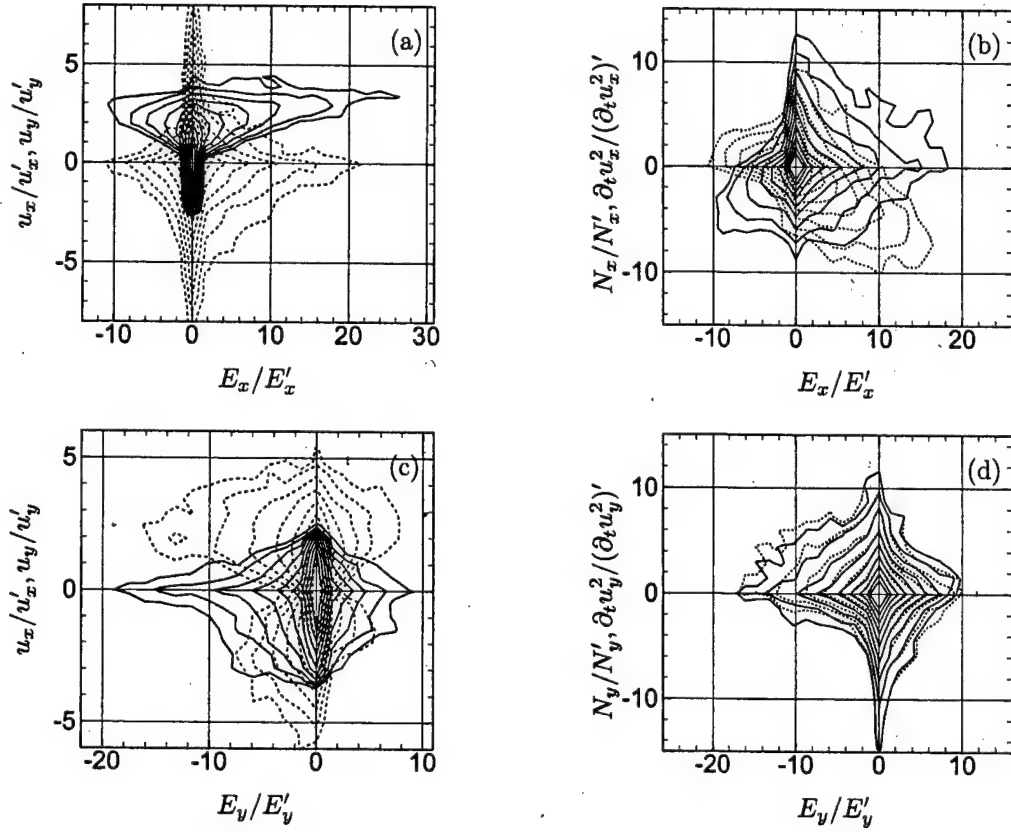 (a)
5
0
-5
-10 0 10 20 30
u_x/u'_x, u_y/u'_y
E_x/E'_x
(b)
10
0
-10
-10 0 10 20
N_x/N'_x, ∂_t u_x^2/(∂_t u_x^2)'
E_x/E'_x
(c)
5
0
-5
-20 -10 0 10
u_x/u'_x, u_y/u'_y
E_y/E'_y
(d)
10
0
-10
-20 -10 0 10
N_y/N'_y, ∂_t u_y^2/(∂_t u_y^2)'
E_y/E'_y